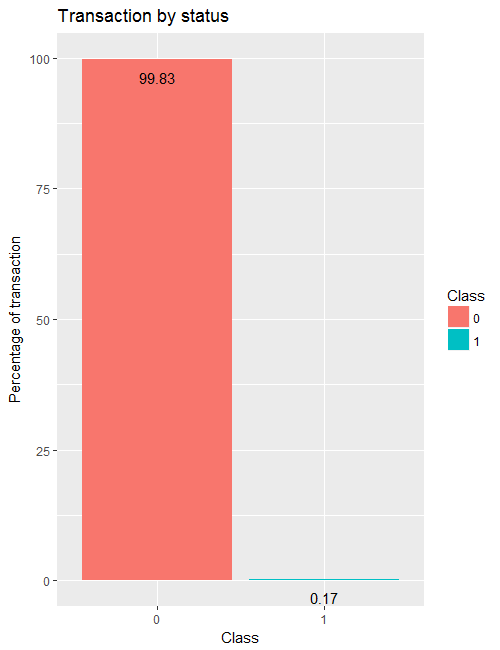 Transaction by status
100
75
50
25
0
Percentage of transaction
99.83
0.17
0
1
Class
Class
0
1